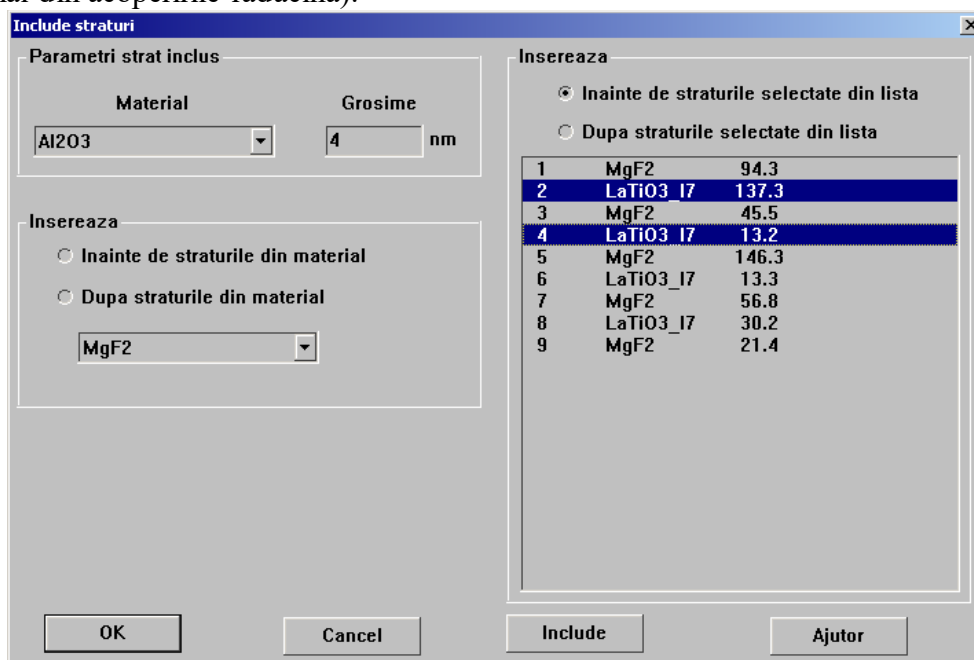 din acoperirile
Include straturi
Parametri strat inclus
Material Grosime
Al2O3 4 nm
Insereaza
Inainte de straturile din material
Dupa straturile din material
MgF2
Insereaza
Inainte de straturile selectate din lista
Dupa straturile selectate din lista
1 MgF2 94.3
2 LaTiO3_I7 137.3
3 MgF2 45.5
4 LaTiO3_I7 13.2
5 MgF2 146.3
6 LaTiO3_I7 13.3
7 MgF2 56.8
8 LaTiO3_I7 30.2
9 MgF2 21.4
OK Cancel Include Ajutor